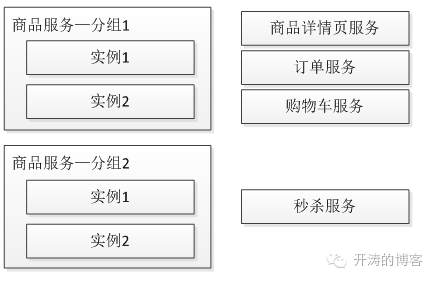 商品服务—分组1
实例1
实例2
商品详情页服务
订单服务
购物车服务
商品服务—分组2
实例1
实例2
秒杀服务
开涛的博客